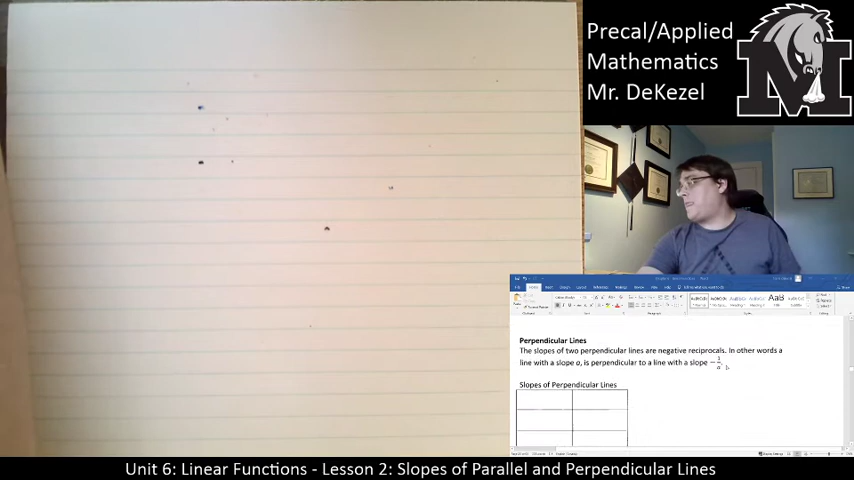 Precal/Applied
Mathematics
Mr. DeKezel
M
Perpendicular Lines
The slopes of two perpendicular lines are negative reciprocals. In other words a
line with a slope a, is perpendicular to a line with a slope −1/a.
Slopes of Perpendicular Lines
Unit 6: Linear Functions - Lesson 2: Slopes of Parallel and Perpendicular Lines